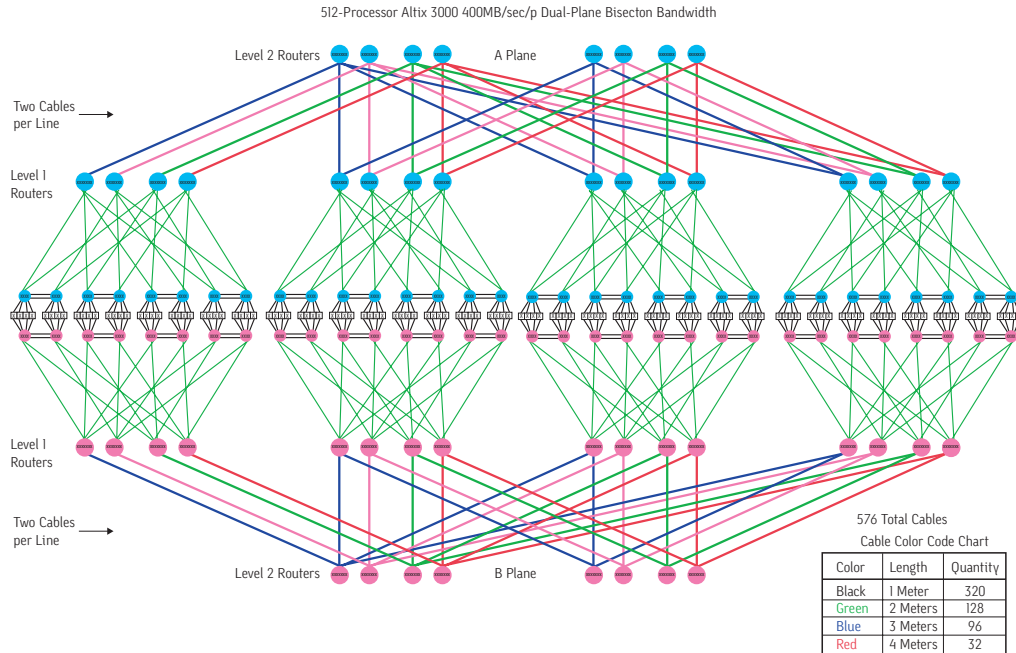 512-Processor Altix 3000 400MB/sec/p Dual-Plane Bisecton Bandwidth
Level 2 Routers
A Plane
Two Cables
per Line
Level 1
Routers
Level 1
Routers
Two Cables
per Line
Level 2 Routers
B Plane
576 Total Cables
Cable Color Code Chart
Color Length Quantity
Black 1 Meter 320
Green 2 Meters 128
Blue 3 Meters 96
Red 4 Meters 32